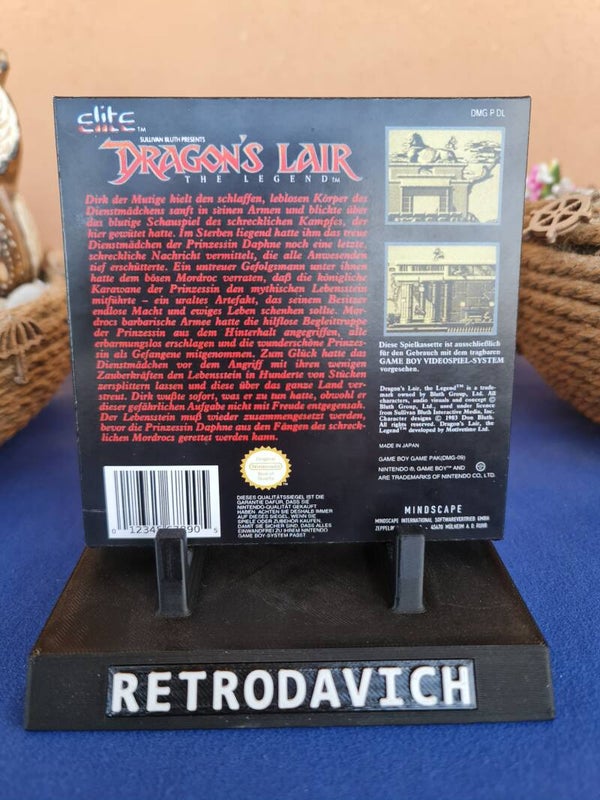 elite TM
DMG P DL
SULLIVAN BLUTH PRESENTS
DRAGON'S LAIR
THE LEGEND TM
Dirk der Mutige hielt den schlaffen, leblosen Körper des
Dienstmädchens sanft in seinen Armen und blickte über
das blutige Schauspiel des schrecklichen Kampfes, der
hier gewütet hatte. Im Sterben liegend hatte ihm das treue
Dienstmädchen der Prinzessin Daphne noch eine letzte,
schreckliche Nachricht vermittelt, die alle Anwesenden
tief erschütterte. Ein untreuer Gefolgsmann unter ihnen
hatte dem bösen Mordroc verraten, daß die königliche
Karavane der Prinzessin den mythischen Lebensstein
mitführte – ein uraltes Artefakt, das seinem Besitzer
endlose Macht und ewiges Leben schenken sollte. Mor-
drocs barbarische Armee hatte die hilflose Begleittruppe
der Prinzessin aus dem Hinterhalt angegriffen, alle
erbarmungslos erschlagen und die wunderschöne Prinzes-
sin als Gefangene mitgenommen. Zum Glück hatte das
Dienstmädchen vor dem Angriff mit ihren wenigen
Zauberkräften den Lebensstein in Hunderte von Stücken
zersplittern lassen und diese über das ganze Land ver-
streut. Dirk wußte sofort, was er zu tun hatte, obwohl er
dieser gefährlichen Aufgabe nicht mit Freude entgegensah.
Der Lebensstein muß wieder zusammengesetzt werden,
bevor die Prinzessin Daphne aus den Fängen des schreck-
lichen Mordrocs gerettet werden kann.
Diese Spielkassette ist ausschließlich
für den Gebrauch mit dem tragbaren
GAME BOY VIDEOSPIEL-SYSTEM
vorgesehen.
Dragon's Lair, the Legend™ is a trade-
mark owned by Bluth Group, Ltd. All
characters, audio visuals and concept ©
Bluth Group, Ltd., used under licence
from Sullivan Bluth Interactive Media, Inc.
Character designs © 1983 Don Bluth.
All rights reserved. Dragon's Lair, the
Legend™ developed by Motivetime Ltd.
MADE IN JAPAN
GAME BOY GAME PAK(DMG-09)
NINTENDO ®, GAME BOY™ AND
ARE TRADEMARKS OF NINTENDO CO., LTD.
Original
Nintendo
Seal of
Quality
DIESES QUALITÄTSSIEGEL IST DIE
GARANTIE DAFÜR, DASS SIE
NINTENDO-QUALITÄT GEKAUFT
HABEN. ACHTEN SIE DESHALB IMMER
AUF DIESES SIEGEL, WENN SIE
SPIELE ODER ZUBEHÖR KAUFEN,
DAMIT SIE SICHER SIND, DASS ALLES
EINWANDFREI ZU IHREM NINTENDO
GAME BOY-SYSTEM PASST
MINDSCAPE
MINDSCAPE INTERNATIONAL SOFTWAREVERTRIEB GMBH
45470 MÜLHEIM A. D. RUHR
RETRODAVICH